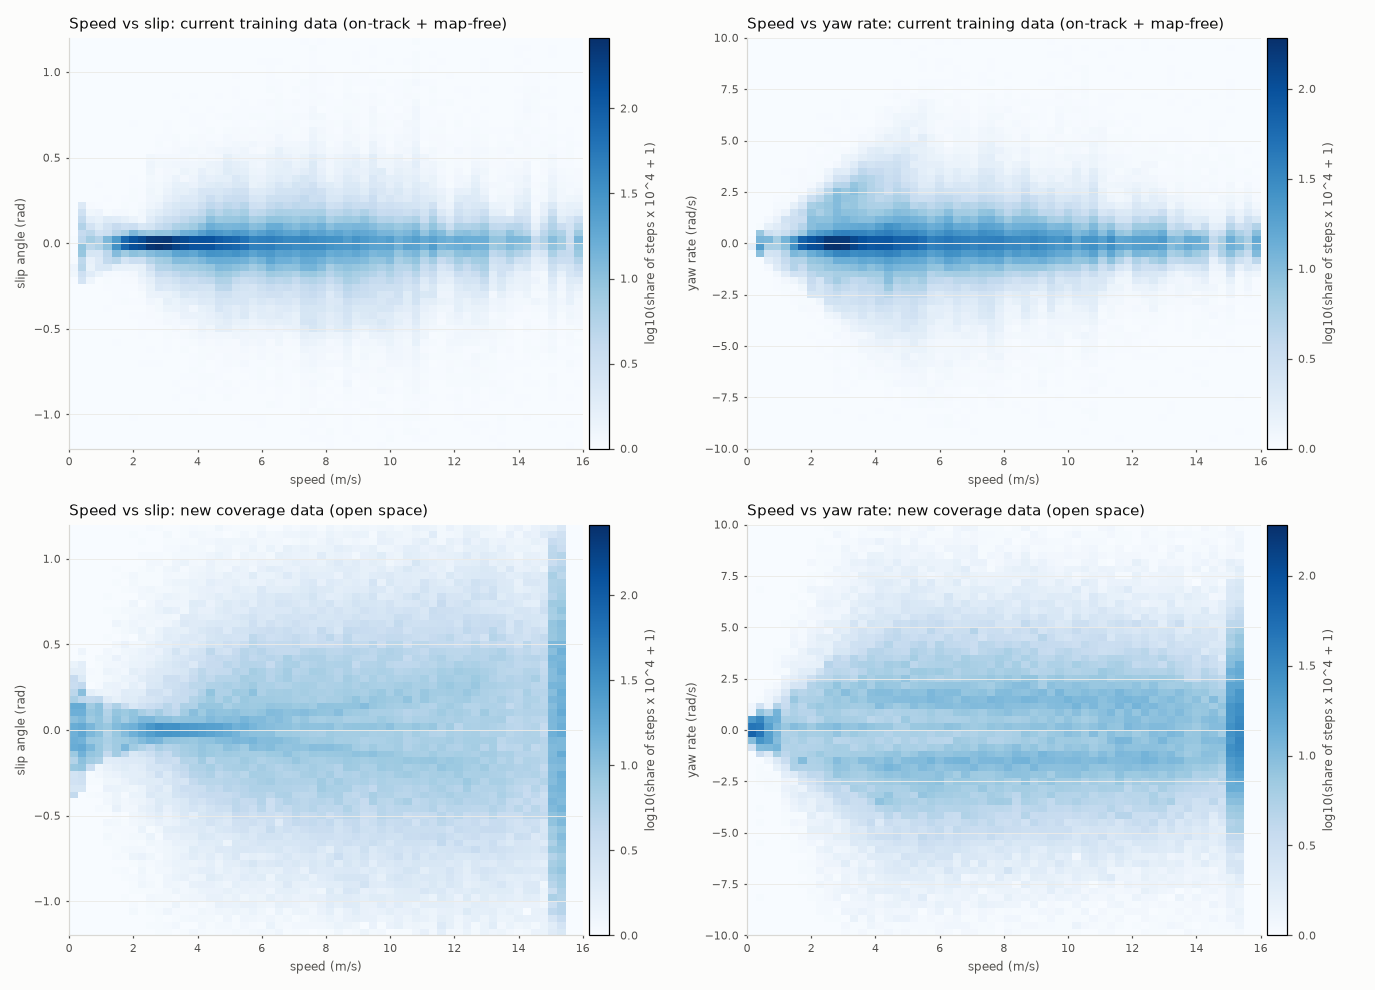 Speed vs slip: current training data (on-track + map-free)
1.0
0.5
0.0
−0.5
−1.0
slip angle (rad)
0 2 4 6 8 10 12 14 16
speed (m/s)
2.0
1.5
1.0
0.5
0.0
log10(share of steps x 10^4 + 1)
Speed vs yaw rate: current training data (on-track + map-free)
10.0
7.5
5.0
2.5
0.0
−2.5
−5.0
−7.5
−10.0
yaw rate (rad/s)
0 2 4 6 8 10 12 14 16
speed (m/s)
2.0
1.5
1.0
0.5
0.0
log10(share of steps x 10^4 + 1)
Speed vs slip: new coverage data (open space)
1.0
0.5
0.0
−0.5
−1.0
slip angle (rad)
0 2 4 6 8 10 12 14 16
speed (m/s)
2.0
1.5
1.0
0.5
0.0
log10(share of steps x 10^4 + 1)
Speed vs yaw rate: new coverage data (open space)
10.0
7.5
5.0
2.5
0.0
−2.5
−5.0
−7.5
−10.0
yaw rate (rad/s)
0 2 4 6 8 10 12 14 16
speed (m/s)
2.0
1.5
1.0
0.5
0.0
log10(share of steps x 10^4 + 1)